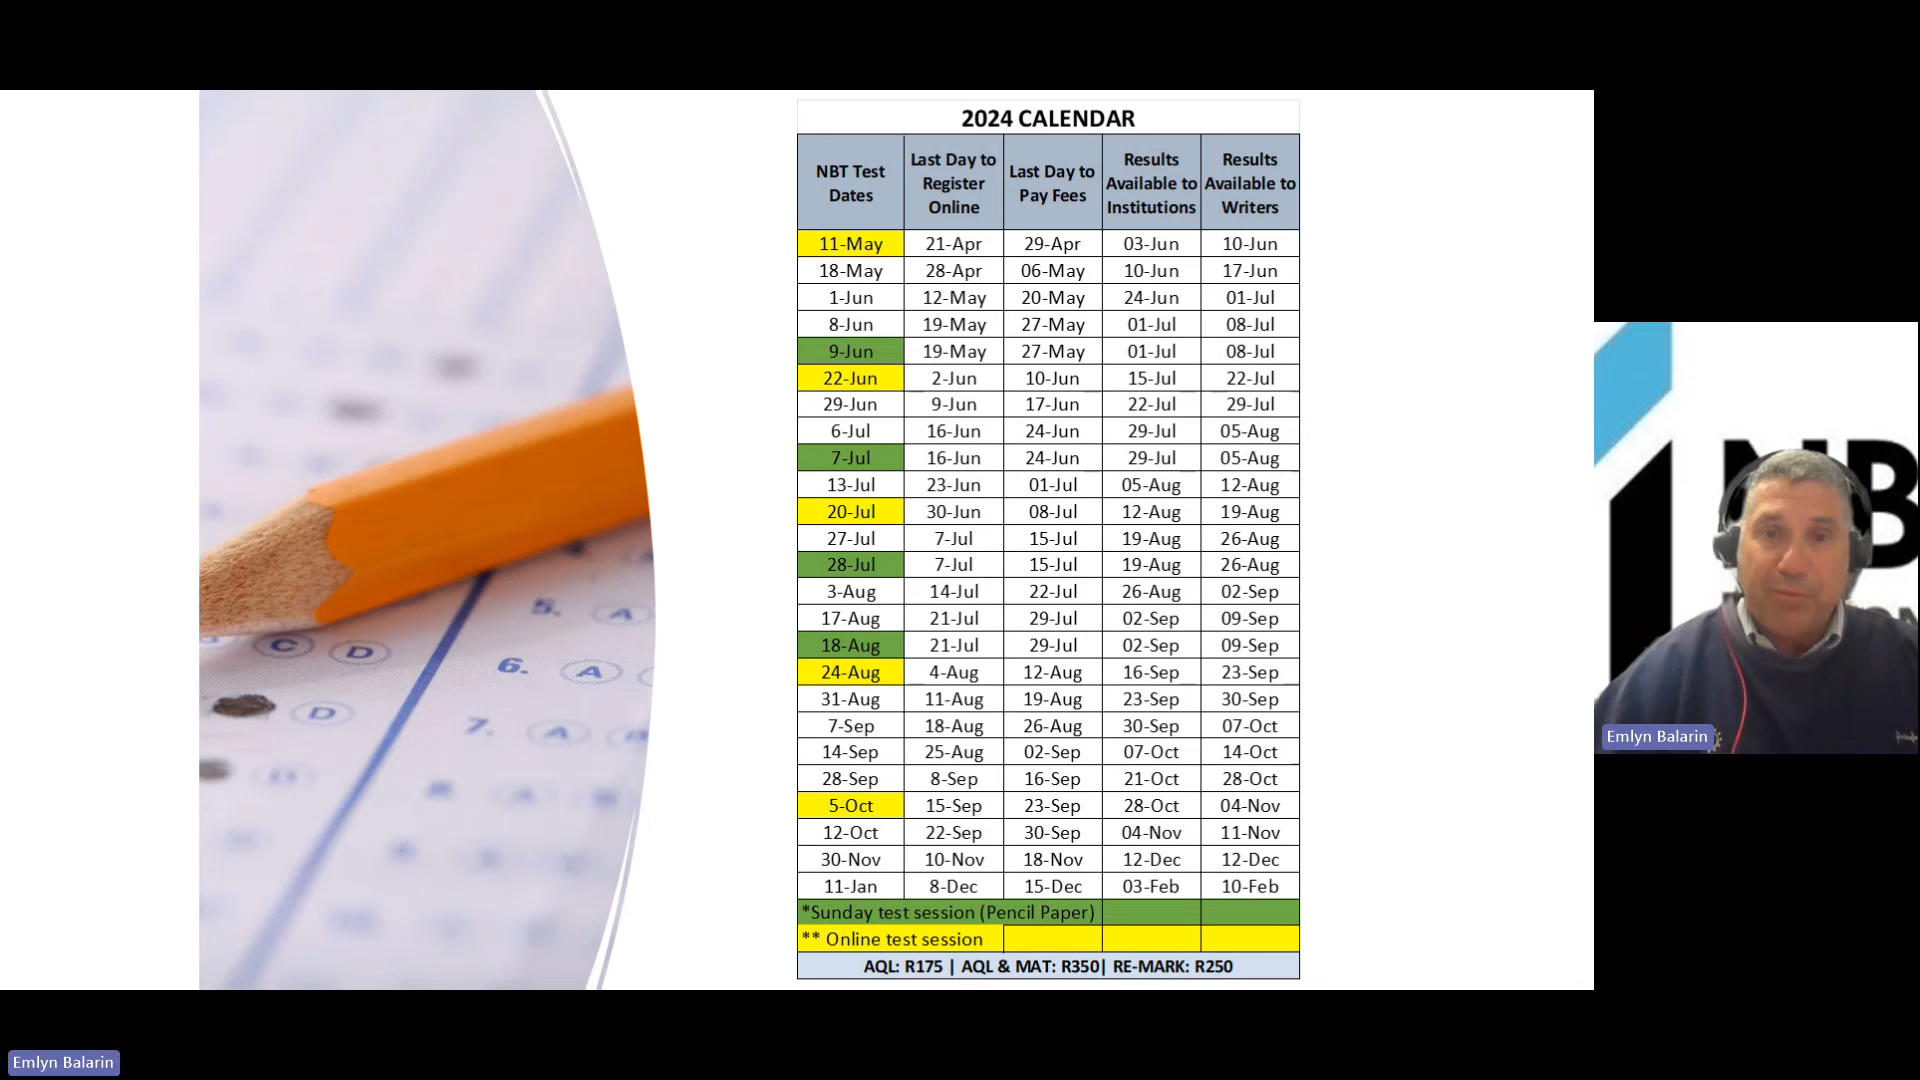 2024 CALENDAR
NBT Test Dates | Last Day to Register Online | Last Day to Pay Fees | Results Available to Institutions | Results Available to Writers
11-May 21-Apr 29-Apr 03-Jun 10-Jun
18-May 28-Apr 06-May 10-Jun 17-Jun
1-Jun 12-May 20-May 24-Jun 01-Jul
8-Jun 19-May 27-May 01-Jul 08-Jul
9-Jun 19-May 27-May 01-Jul 08-Jul
22-Jun 2-Jun 10-Jun 15-Jul 22-Jul
29-Jun 9-Jun 17-Jun 22-Jul 29-Jul
6-Jul 16-Jun 24-Jun 29-Jul 05-Aug
7-Jul 16-Jun 24-Jun 29-Jul 05-Aug
13-Jul 23-Jun 01-Jul 05-Aug 12-Aug
20-Jul 30-Jun 08-Jul 12-Aug 19-Aug
27-Jul 7-Jul 15-Jul 19-Aug 26-Aug
28-Jul 7-Jul 15-Jul 19-Aug 26-Aug
3-Aug 14-Jul 22-Jul 26-Aug 02-Sep
17-Aug 21-Jul 29-Jul 02-Sep 09-Sep
18-Aug 21-Jul 29-Jul 02-Sep 09-Sep
24-Aug 4-Aug 12-Aug 16-Sep 23-Sep
31-Aug 11-Aug 19-Aug 23-Sep 30-Sep
7-Sep 18-Aug 26-Aug 30-Sep 07-Oct
14-Sep 25-Aug 02-Sep 07-Oct 14-Oct
28-Sep 8-Sep 16-Sep 21-Oct 28-Oct
5-Oct 15-Sep 23-Sep 28-Oct 04-Nov
12-Oct 22-Sep 30-Sep 04-Nov 11-Nov
30-Nov 10-Nov 18-Nov 12-Dec 12-Dec
11-Jan 8-Dec 15-Dec 03-Feb 10-Feb
*Sunday test session (Pencil Paper)
** Online test session
AQL: R175 | AQL & MAT: R350| RE-MARK: R250
5. A
C D
6. A
D
7. A
NB
Emlyn Balarin
Emlyn Balarin